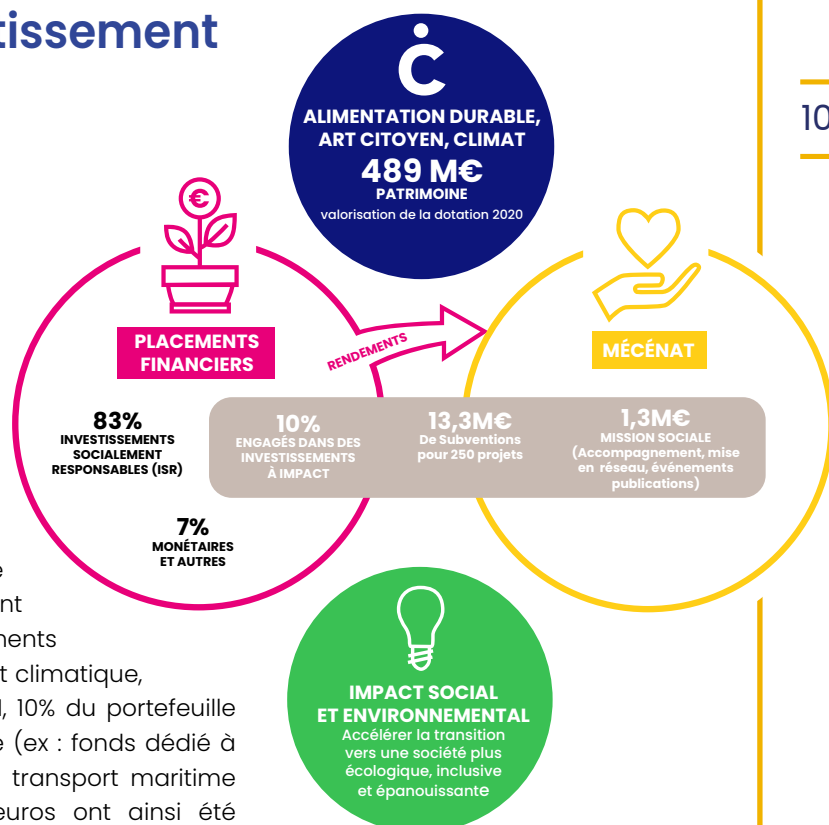 tissement
10
Ċ
ALIMENTATION DURABLE,
ART CITOYEN, CLIMAT
489 M€
PATRIMOINE
valorisation de la dotation 2020
€
PLACEMENTS
FINANCIERS
RENDEMENTS
MÉCÉNAT
83%
INVESTISSEMENTS
SOCIALEMENT
RESPONSABLES (ISR)
10%
ENGAGÉS DANS DES
INVESTISSEMENTS
À IMPACT
13,3M€
De Subventions
pour 250 projets
1,3M€
MISSION SOCIALE
(Accompagnement, mise
en réseau, événements
publications)
7%
MONÉTAIRES
ET AUTRES
e
nt
ments
t climatique,
l, 10% du portefeuille
e (ex : fonds dédié à
transport maritime
euros ont ainsi été
IMPACT SOCIAL
ET ENVIRONNEMENTAL
Accélérer la transition
vers une société plus
écologique, inclusive
et épanouissante